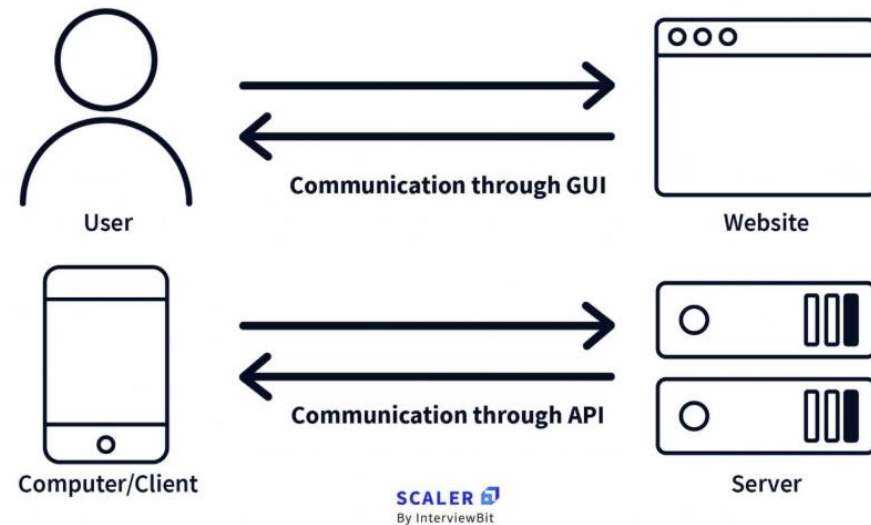 Communication through GUI
User
Website
Communication through API
Computer/Client
Server
SCALER
By InterviewBit